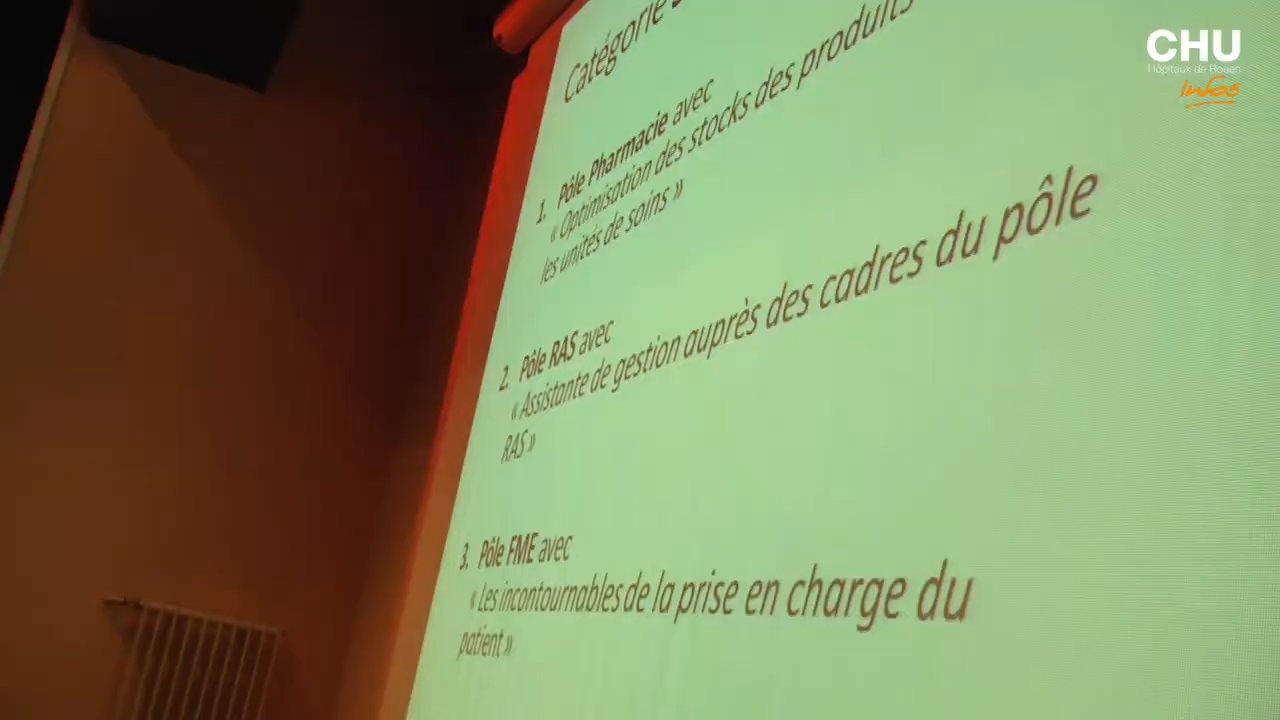 Catégorie
1. Pôle Pharmacie avec
« Optimisation des stocks des produits
les unités de soins »
2. Pôle RAS avec
« Assistante de gestion auprès des cadres du pôle
RAS »
3. Pôle FME avec
« Les incontournables de la prise en charge du
patient »
CHU
Hôpitaux de Rouen
Infos